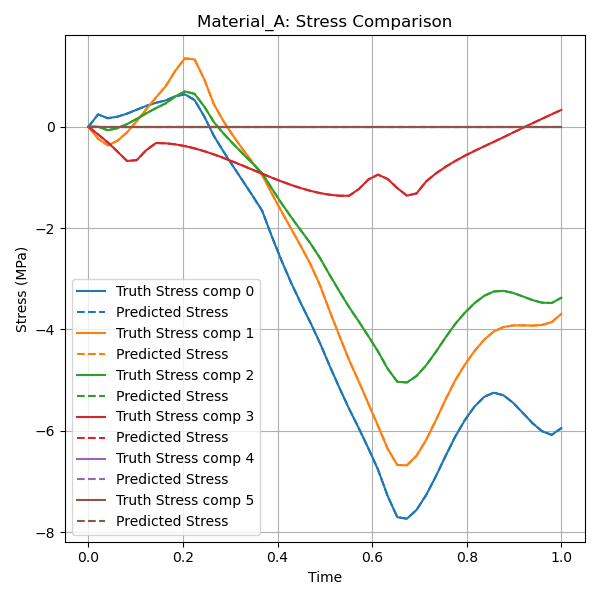 Material_A: Stress Comparison
Stress (MPa)
0
−2
−4
−6
−8
Truth Stress comp 0
Predicted Stress
Truth Stress comp 1
Predicted Stress
Truth Stress comp 2
Predicted Stress
Truth Stress comp 3
Predicted Stress
Truth Stress comp 4
Predicted Stress
Truth Stress comp 5
Predicted Stress
0.0 0.2 0.4 0.6 0.8 1.0
Time